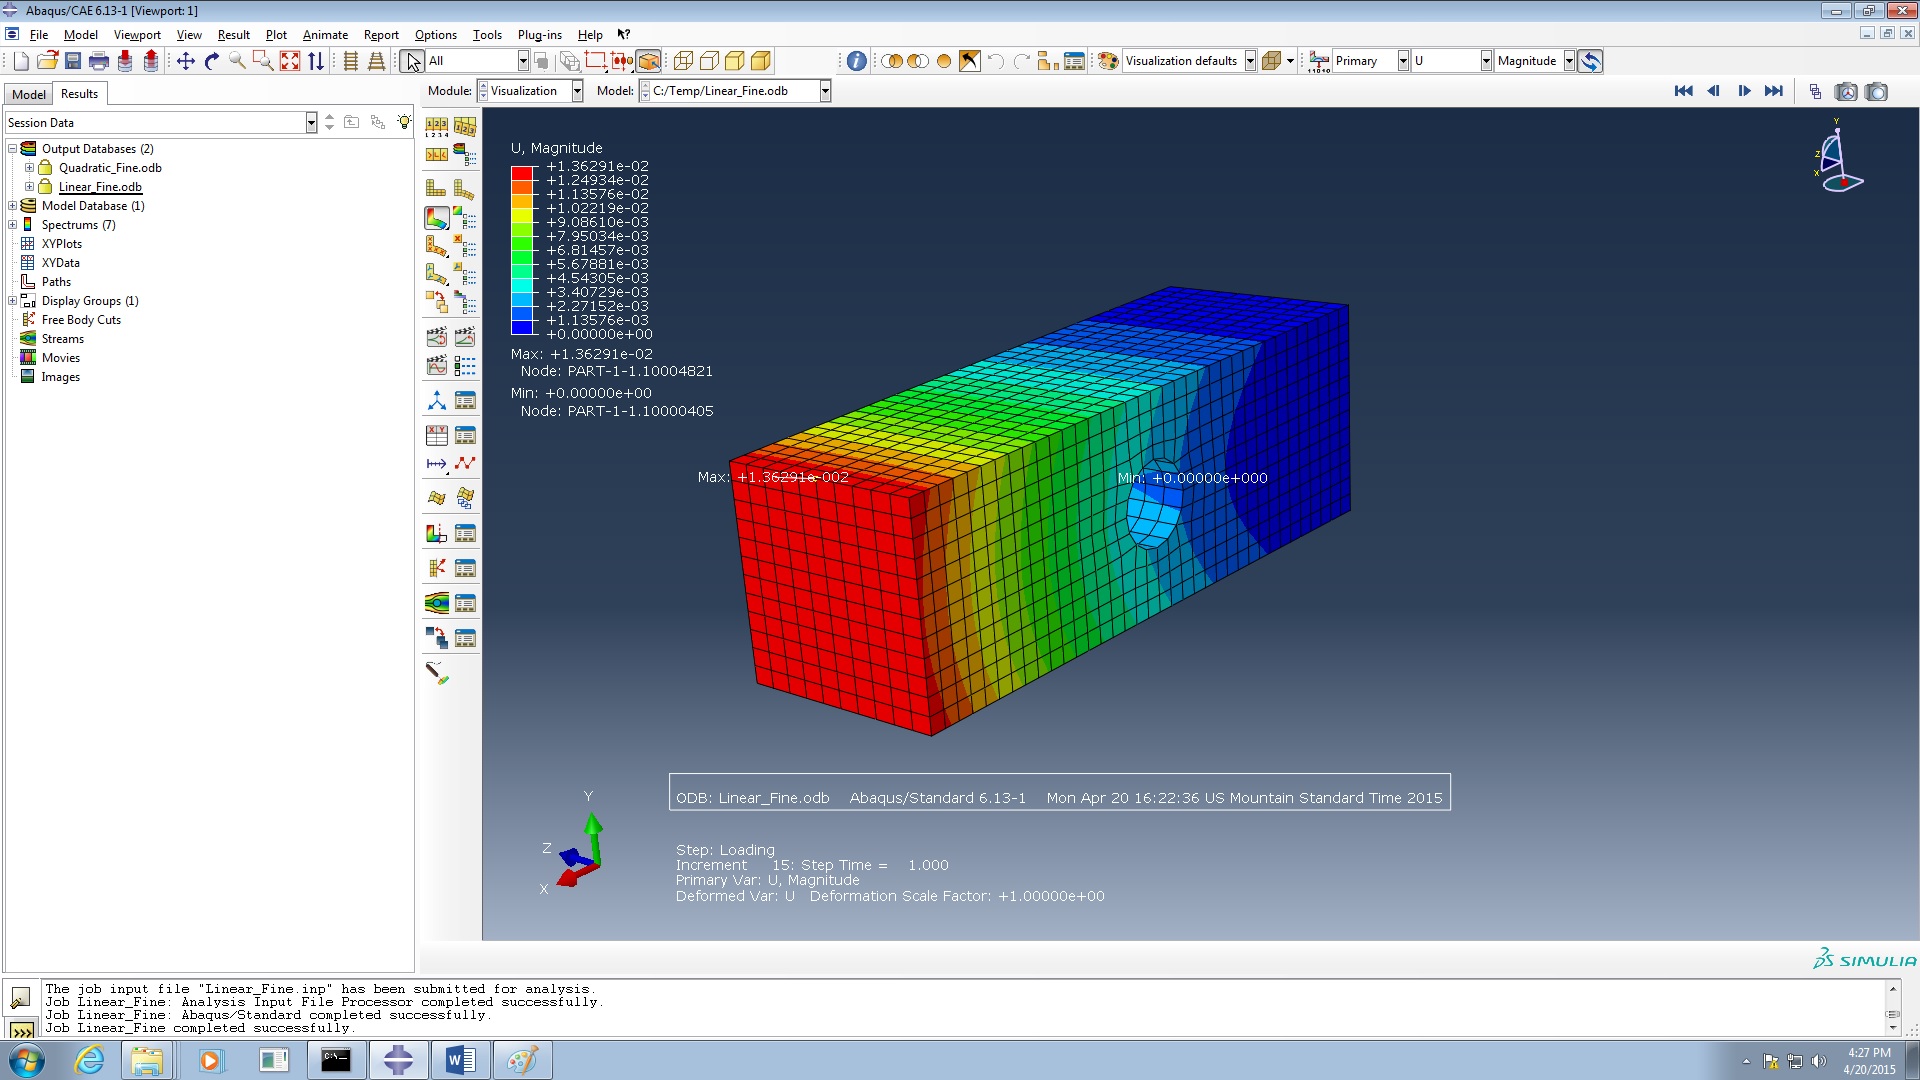 Abaqus/CAE 6.13-1 [Viewport: 1]
File Model Viewport View Result Plot Animate Report Options Tools Plug-ins Help
All
Visualization defaults
Primary
U
Magnitude
Model Results
Module: Visualization Model: C:/Temp/Linear_Fine.odb
Session Data
Output Databases (2)
Quadratic_Fine.odb
Linear_Fine.odb
Model Database (1)
Spectrums (7)
XYPlots
XYData
Paths
Display Groups (1)
Free Body Cuts
Streams
Movies
Images
U, Magnitude
+1.36291e-02
+1.24934e-02
+1.13576e-02
+1.02219e-02
+9.08610e-03
+7.95034e-03
+6.81457e-03
+5.67881e-03
+4.54305e-03
+3.40729e-03
+2.27152e-03
+1.13576e-03
+0.00000e+00
Max: +1.36291e-02
Node: PART-1-1.10004821
Min: +0.00000e+00
Node: PART-1-1.10000405
Max: +1.36291e-002
Min: +0.00000e+000
Y
Z
X
ODB: Linear_Fine.odb Abaqus/Standard 6.13-1 Mon Apr 20 16:22:36 US Mountain Standard Time 2015
Y
Z
X
Step: Loading
Increment 15: Step Time = 1.000
Primary Var: U, Magnitude
Deformed Var: U Deformation Scale Factor: +1.00000e+00
SIMULIA
The job input file "Linear_Fine.inp" has been submitted for analysis.
Job Linear_Fine: Analysis Input File Processor completed successfully.
Job Linear_Fine: Abaqus/Standard completed successfully.
Job Linear_Fine completed successfully.
>>>
4:27 PM
4/20/2015